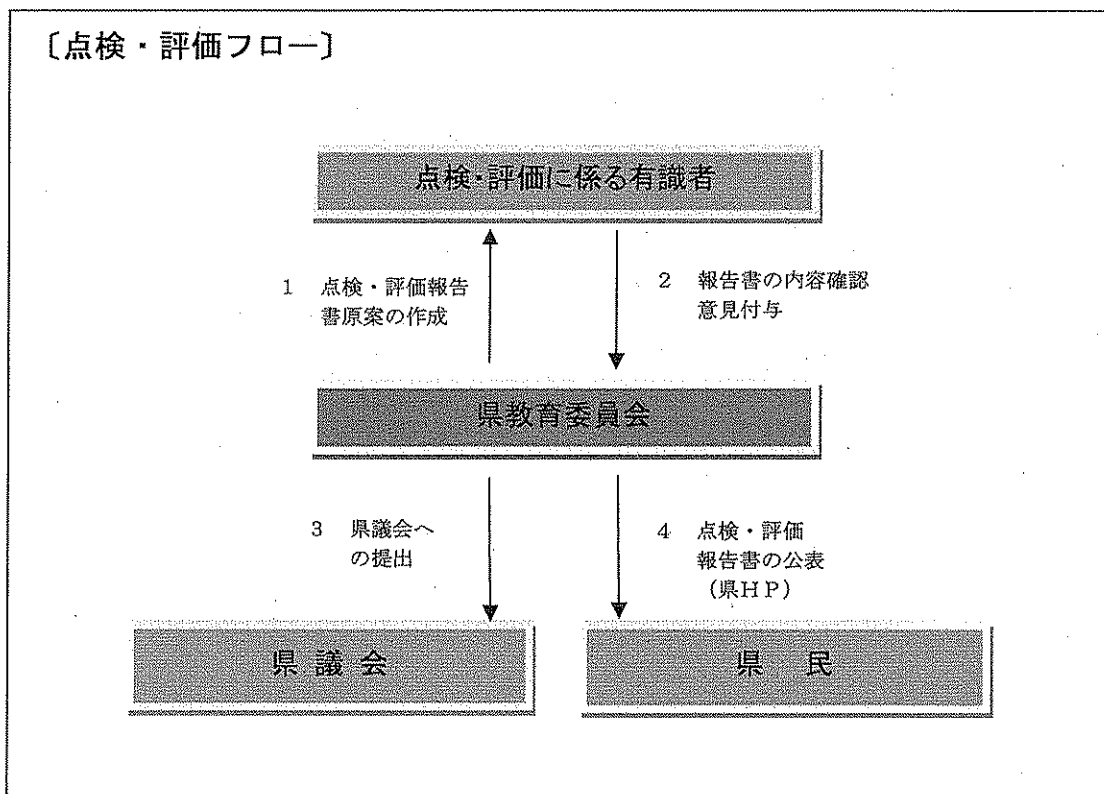 〔点検・評価フロー〕
点検・評価に係る有識者
1 点検・評価報告
書原案の作成
2 報告書の内容確認
意見付与
県教育委員会
3 県議会へ
の提出
4 点検・評価
報告書の公表
(県HP)
県 議 会
県 民